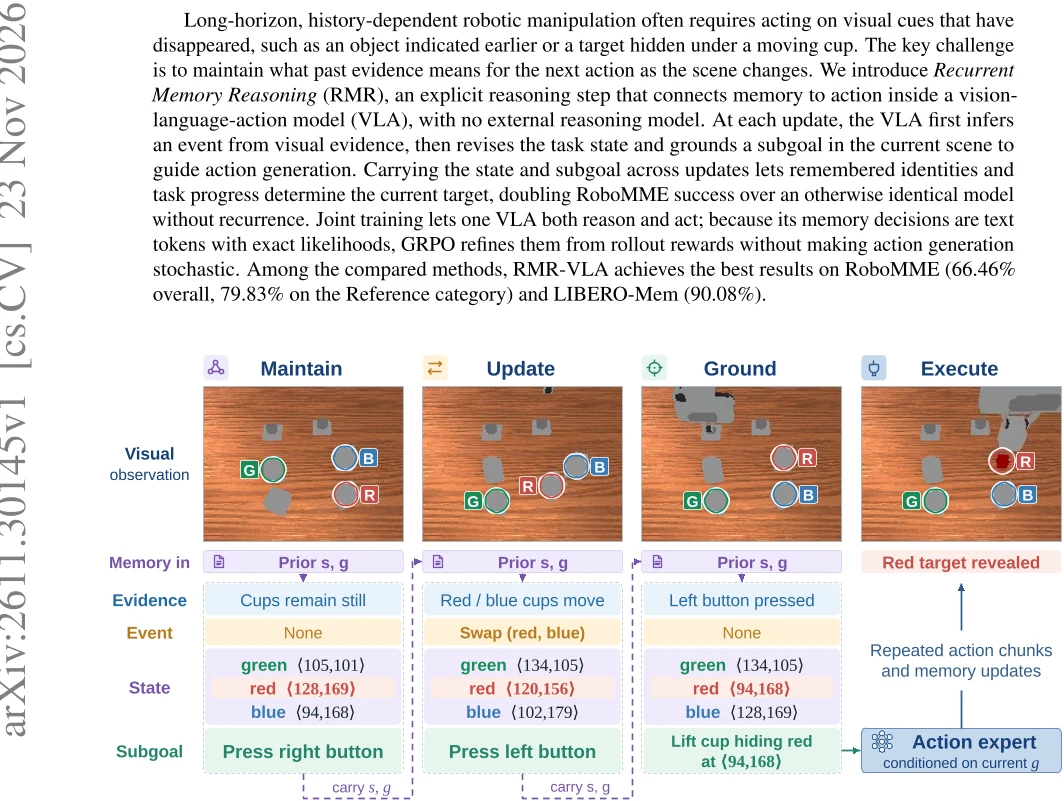 arXiv:2611.30145v1 [cs.CV] 23 Nov 2026
Long-horizon, history-dependent robotic manipulation often requires acting on visual cues that have
disappeared, such as an object indicated earlier or a target hidden under a moving cup. The key challenge
is to maintain what past evidence means for the next action as the scene changes. We introduce Recurrent
Memory Reasoning (RMR), an explicit reasoning step that connects memory to action inside a vision-
language-action model (VLA), with no external reasoning model. At each update, the VLA first infers
an event from visual evidence, then revises the task state and grounds a subgoal in the current scene to
guide action generation. Carrying the state and subgoal across updates lets remembered identities and
task progress determine the current target, doubling RoboMME success over an otherwise identical model
without recurrence. Joint training lets one VLA both reason and act; because its memory decisions are text
tokens with exact likelihoods, GRPO refines them from rollout rewards without making action generation
stochastic. Among the compared methods, RMR-VLA achieves the best results on RoboMME (66.46%
overall, 79.83% on the Reference category) and LIBERO-Mem (90.08%).
Maintain Update Ground Execute
Visual
observation
G B R
G R B
G R B
G R B
Memory in Prior s, g Prior s, g Prior s, g Red target revealed
Evidence Cups remain still Red / blue cups move Left button pressed
Event None Swap (red, blue) None
State
green ⟨105,101⟩ green ⟨134,105⟩ green ⟨134,105⟩
red ⟨128,169⟩ red ⟨120,156⟩ red ⟨94,168⟩
blue ⟨94,168⟩ blue ⟨102,179⟩ blue ⟨128,169⟩
Repeated action chunks
and memory updates
Subgoal Press right button Press left button
Lift cup hiding red
at ⟨94,168⟩
Action expert
conditioned on current g
carry s, g carry s, g